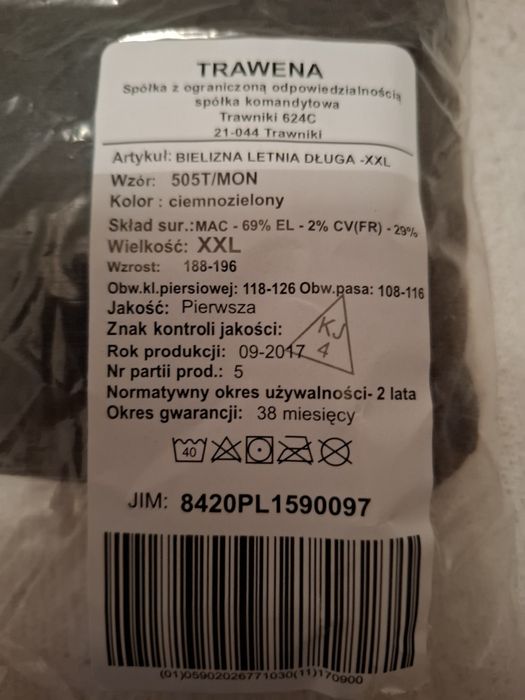 TRAWENA
Spółka z ograniczoną odpowiedzialnością
spółka komandytowa
Trawniki 624C
21-044 Trawniki
Artykuł: BIELIZNA LETNIA DŁUGA -XXL
Wzór: 505T/MON
Kolor : ciemnozielony
Skład sur.:MAC - 69% EL - 2% CV(FR) - 29%
Wielkość: XXL
Wzrost: 188-196
Obw.kl.piersiowej: 118-126 Obw.pasa: 108-116
Jakość: Pierwsza
Znak kontroli jakości: KJ
Rok produkcji: 09-2017 4
Nr partii prod.: 5
Normatywny okres używalności- 2 lata
Okres gwarancji: 38 miesięcy
40
JIM: 8420PL1590097
(01)05902026771030(11)170900